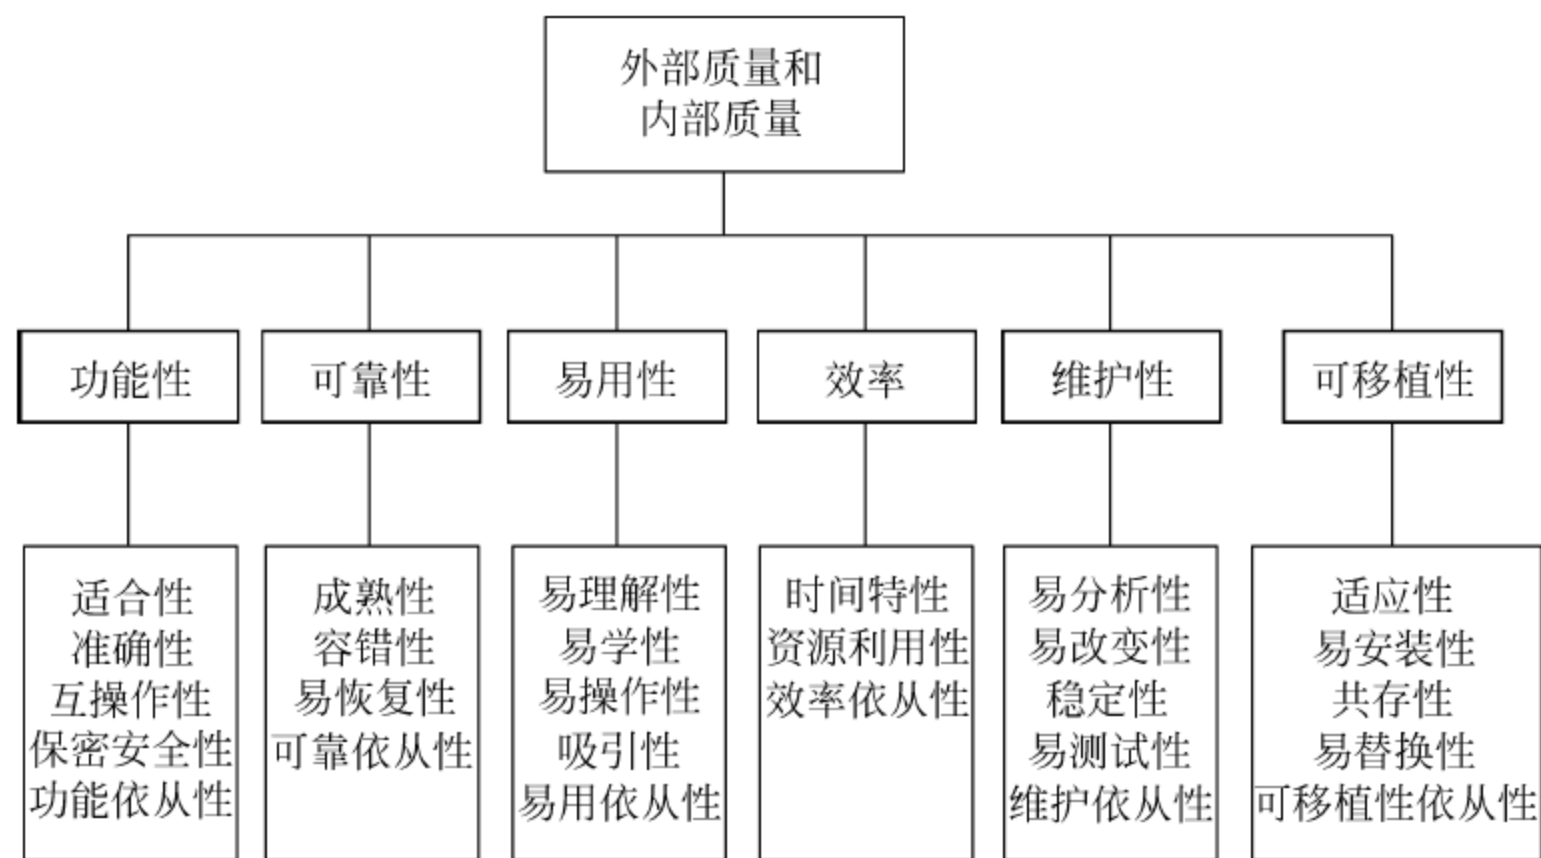 外部质量和
内部质量
功能性
可靠性
易用性
效率
维护性
可移植性
适合性
准确性
互操作性
保密安全性
功能依从性
成熟性
容错性
易恢复性
可靠依从性
易理解性
易学性
易操作性
吸引性
易用依从性
时间特性
资源利用性
效率依从性
易分析性
易改变性
稳定性
易测试性
维护依从性
适应性
易安装性
共存性
易替换性
可移植性依从性